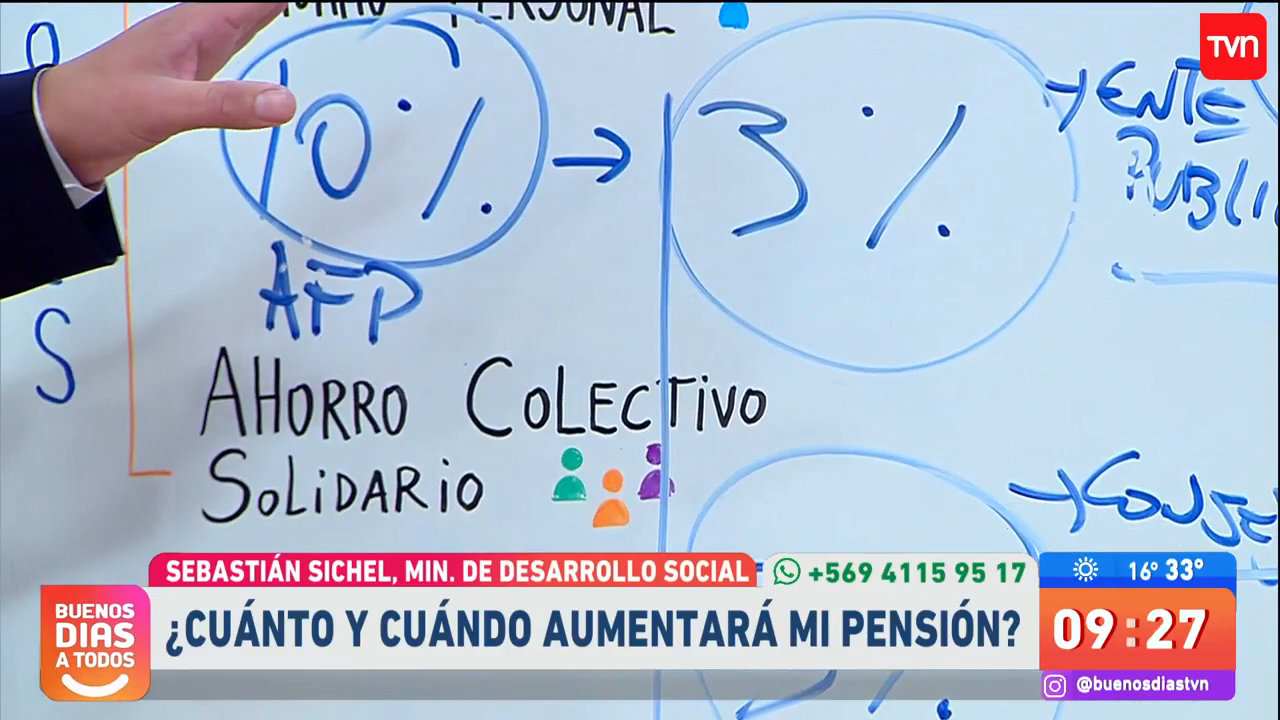 PERSONAL
tvn
10%
→
3%
ENTE
AFP
S
AHORRO COLECTIVO
SOLIDARIO
SEBASTIÁN SICHEL, MIN. DE DESARROLLO SOCIAL
+569 4115 95 17
16° 33°
BUENOS
DIAS
A TODOS
¿CUÁNTO Y CUÁNDO AUMENTARÁ MI PENSIÓN?
09:27
@buenosdiastvn